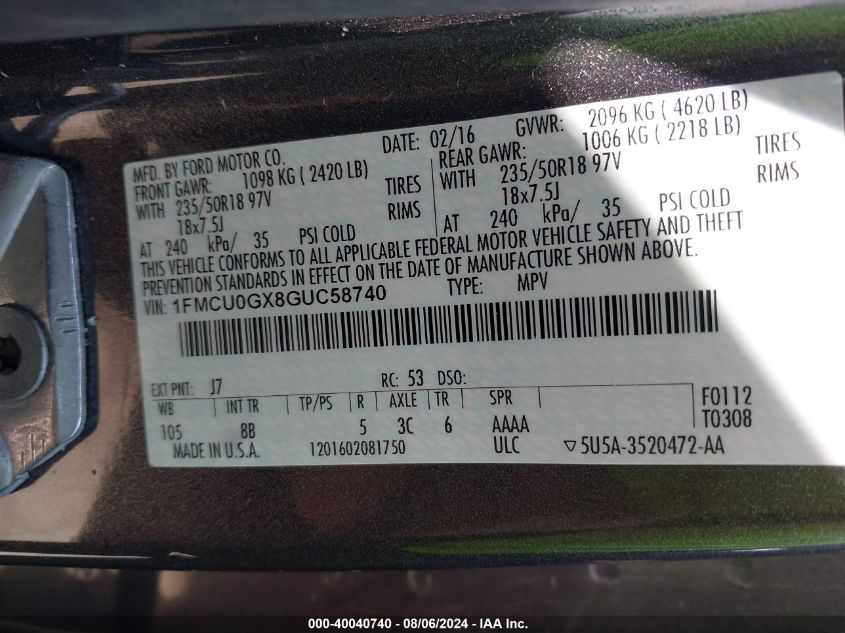 MFD. BY FORD MOTOR CO. DATE: 02/16 GVWR: 2096 KG ( 4620 LB)
FRONT GAWR: 1098 KG ( 2420 LB) REAR GAWR: 1006 KG ( 2218 LB)
WITH 235/50R18 97V TIRES WITH 235/50R18 97V TIRES
18x7.5J RIMS 18x7.5J RIMS
AT 240 kPa/ 35 PSI COLD AT 240 kPa/ 35 PSI COLD
THIS VEHICLE CONFORMS TO ALL APPLICABLE FEDERAL MOTOR VEHICLE SAFETY AND THEFT
PREVENTION STANDARDS IN EFFECT ON THE DATE OF MANUFACTURE SHOWN ABOVE.
VIN: 1FMCU0GX8GUC58740 TYPE: MPV
EXT PNT: J7 RC: 53 DSO:
WB INT TR TP/PS R AXLE TR SPR F0112
105 8B 5 3C 6 AAAA T0308
MADE IN U.S.A. 1201602081750 ULC ▽5U5A-3520472-AA
000-40040740 - 08/06/2024 - IAA Inc.